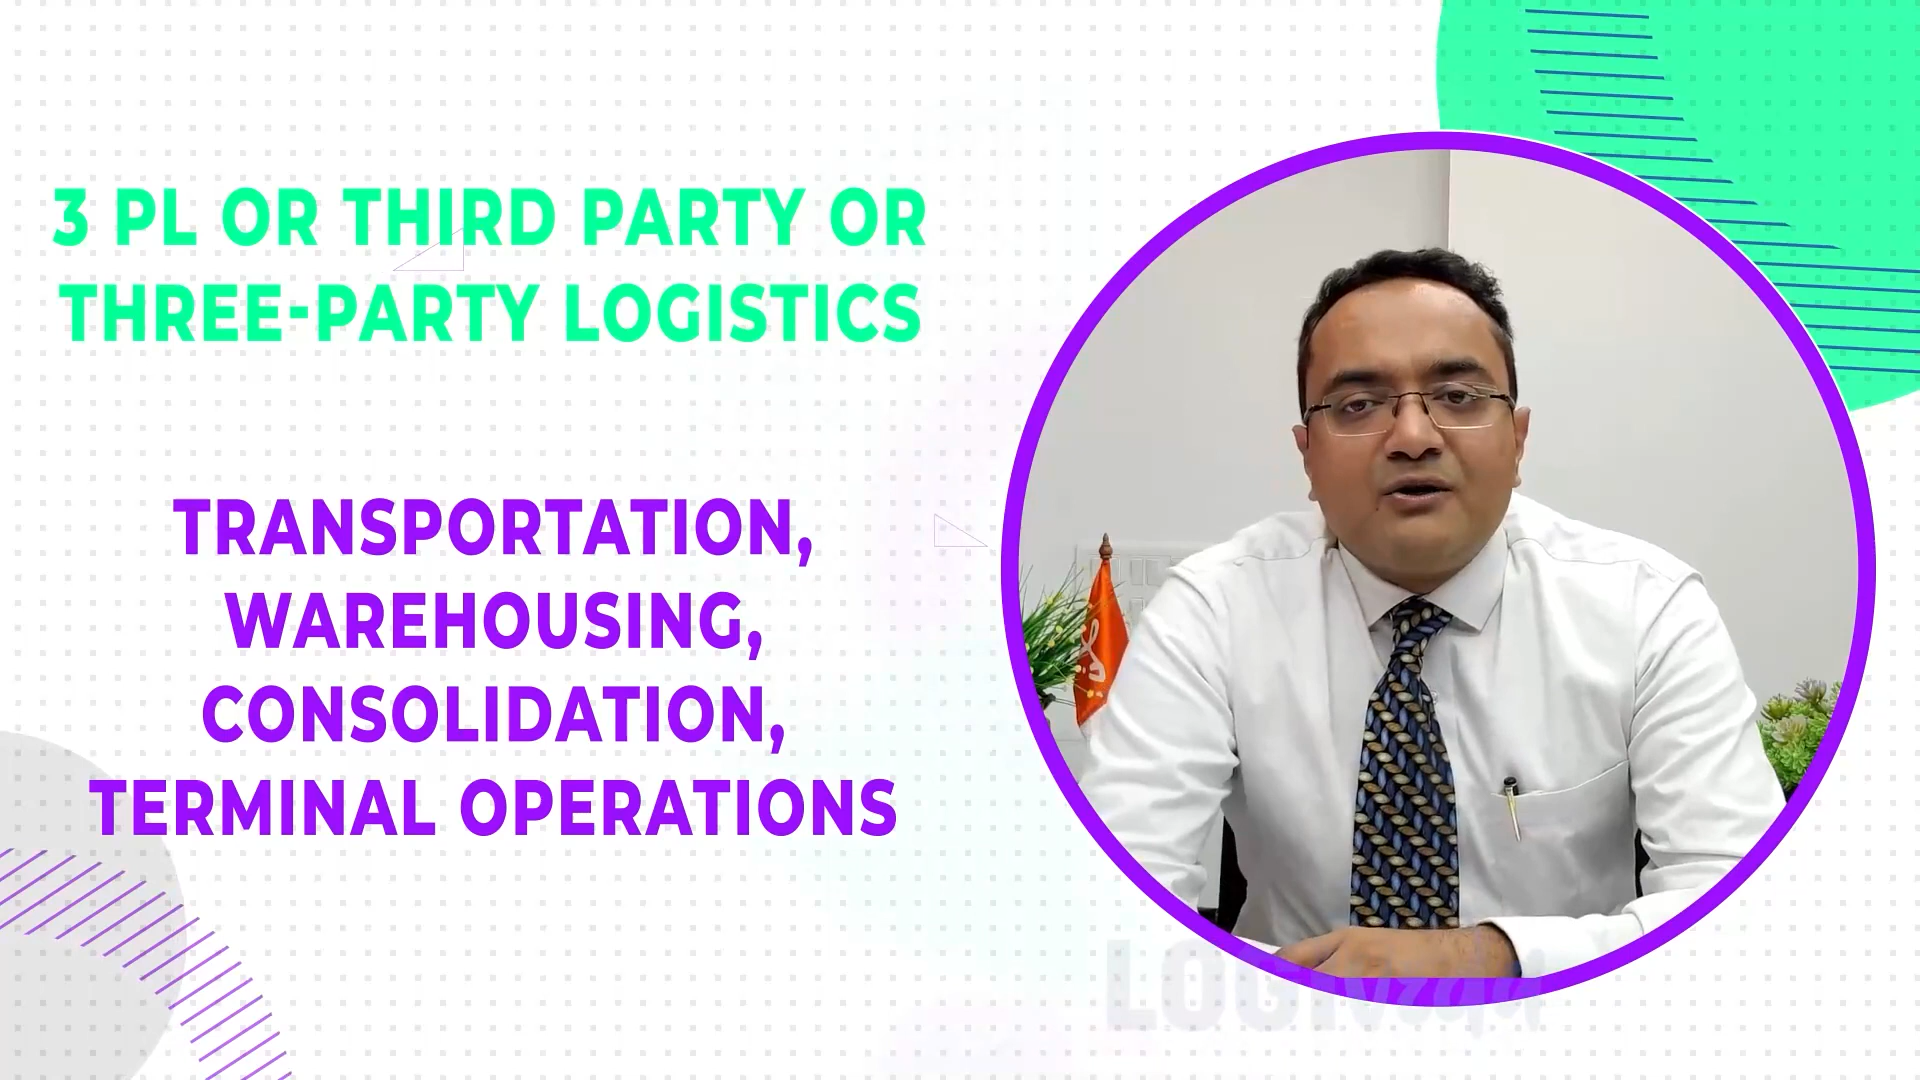 3 PL OR THIRD PARTY OR
THREE-PARTY LOGISTICS
TRANSPORTATION,
WAREHOUSING,
CONSOLIDATION,
TERMINAL OPERATIONS